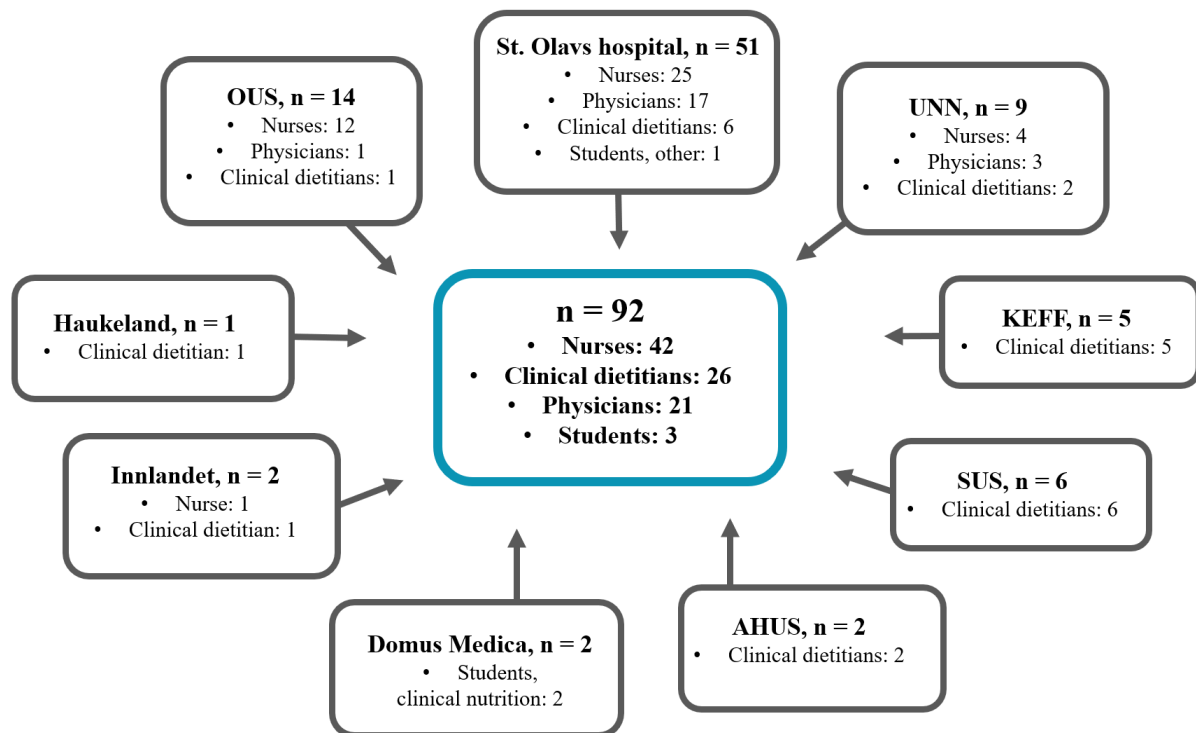 St. Olavs hospital, n = 51
• Nurses: 25
• Physicians: 17
• Clinical dietitians: 6
• Students, other: 1
OUS, n = 14
• Nurses: 12
• Physicians: 1
• Clinical dietitians: 1
UNN, n = 9
• Nurses: 4
• Physicians: 3
• Clinical dietitians: 2
Haukeland, n = 1
• Clinical dietitian: 1
n = 92
• Nurses: 42
• Clinical dietitians: 26
• Physicians: 21
• Students: 3
KEFF, n = 5
• Clinical dietitians: 5
Innlandet, n = 2
• Nurse: 1
• Clinical dietitian: 1
SUS, n = 6
• Clinical dietitians: 6
Domus Medica, n = 2
• Students,
clinical nutrition: 2
AHUS, n = 2
• Clinical dietitians: 2